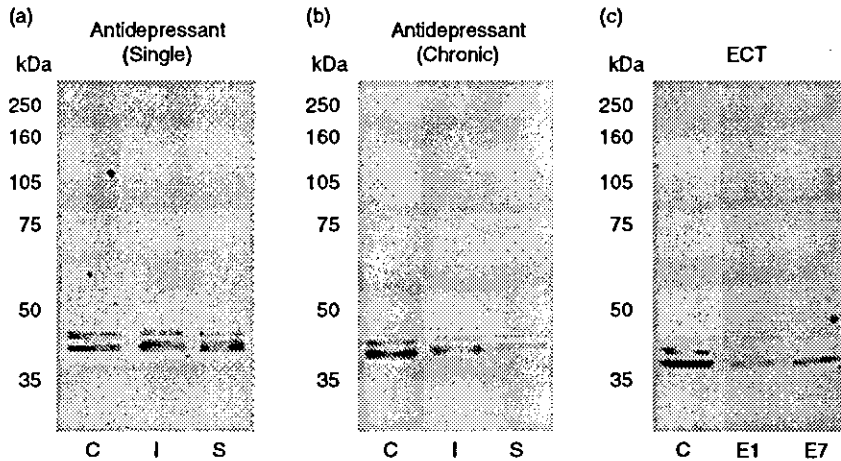 (a)
Antidepressant
(Single)
kDa
250
160
105
75
50
35
C I S
(b)
Antidepressant
(Chronic)
kDa
250
160
105
75
50
35
C I S
(c)
ECT
kDa
250
160
105
75
50
35
C E1 E7